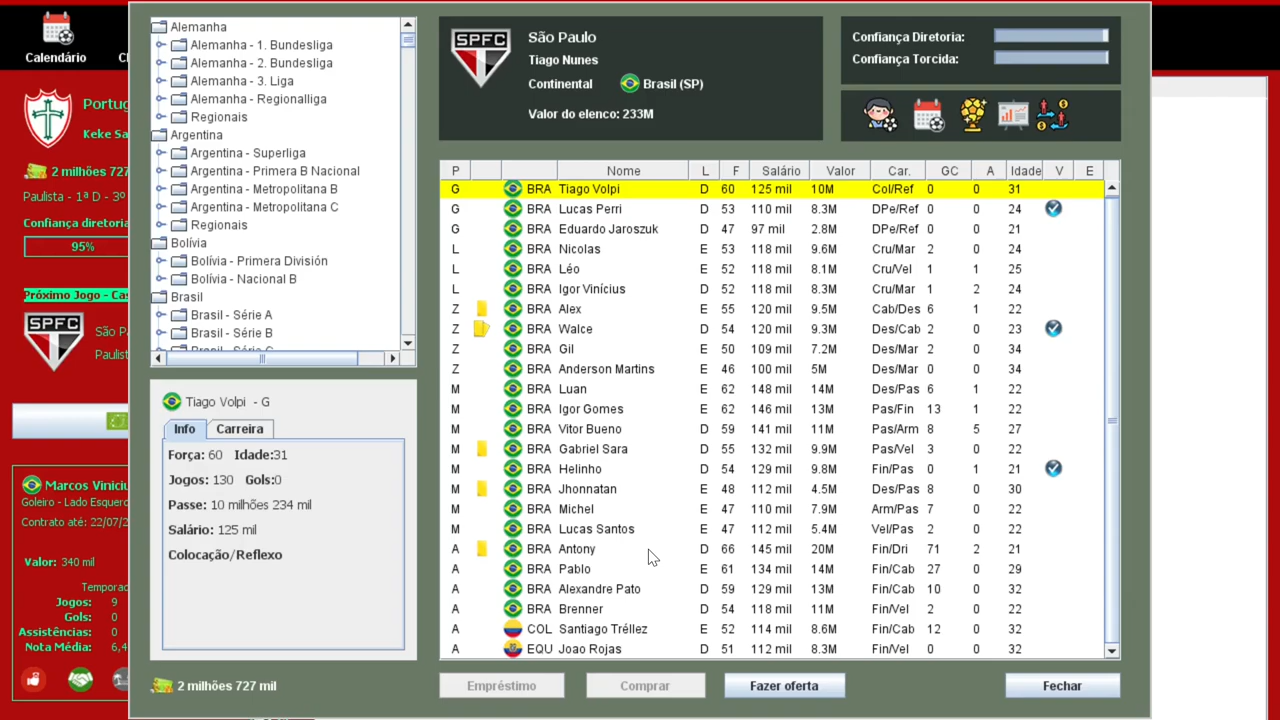 Calendário
Portug
Keke Sa
2 milhões 727
Paulista - 1ª D - 3º
Confiança diretoria
95%
Próximo Jogo - Cas
SPFC
São P
Paulist
Marcos Viniciu
Goleiro - Lado Esquero
Contrato até: 22/07/2
Valor: 340 mil
Temporad
Jogos: 9
Gols: 0
Assistências: 0
Nota Média: 6,4
Alemanha
Alemanha - 1. Bundesliga
Alemanha - 2. Bundesliga
Alemanha - 3. Liga
Alemanha - Regionalliga
Regionais
Argentina
Argentina - Superliga
Argentina - Primera B Nacional
Argentina - Metropolitana B
Argentina - Metropolitana C
Regionais
Bolívia
Bolívia - Primera División
Bolívia - Nacional B
Brasil
Brasil - Série A
Brasil - Série B
Brasil - Série C
Tiago Volpi - G
Info Carreira
Força: 60 Idade:31
Jogos: 130 Gols:0
Passe: 10 milhões 234 mil
Salário: 125 mil
Colocação/Reflexo
2 milhões 727 mil
SPFC
São Paulo
Tiago Nunes
Continental Brasil (SP)
Valor do elenco: 233M
Confiança Diretoria:
Confiança Torcida:
P Nome L F Salário Valor Car. GC A Idade V E
G BRA Tiago Volpi D 60 125 mil 10M Col/Ref 0 0 31
G BRA Lucas Perri D 53 110 mil 8.3M DPe/Ref 0 0 24
G BRA Eduardo Jaroszuk D 47 97 mil 2.8M DPe/Ref 0 0 21
L BRA Nicolas E 53 118 mil 9.6M Cru/Mar 2 0 24
L BRA Léo E 52 118 mil 8.1M Cru/Vel 1 1 25
L BRA Igor Vinícius D 52 118 mil 8.3M Cru/Mar 1 2 24
Z BRA Alex E 55 120 mil 9.5M Cab/Des 6 1 22
Z BRA Walce D 54 120 mil 9.3M Des/Cab 2 0 23
Z BRA Gil E 50 109 mil 7.2M Des/Mar 2 0 34
Z BRA Anderson Martins E 46 100 mil 5M Des/Mar 0 0 34
M BRA Luan E 62 148 mil 14M Des/Pas 6 1 22
M BRA Igor Gomes E 62 146 mil 13M Pas/Fin 13 1 22
M BRA Vitor Bueno D 59 141 mil 11M Pas/Arm 8 5 27
M BRA Gabriel Sara D 55 132 mil 9.9M Pas/Vel 3 0 22
M BRA Helinho D 54 129 mil 9.8M Fin/Pas 0 1 21
M BRA Jhonnatan E 48 112 mil 4.5M Des/Pas 8 0 30
M BRA Michel E 47 110 mil 7.9M Arm/Pas 7 0 22
M BRA Lucas Santos E 47 112 mil 5.4M Vel/Pas 2 0 22
A BRA Antony D 66 145 mil 20M Fin/Dri 71 2 21
A BRA Pablo E 61 134 mil 14M Fin/Cab 27 0 29
A BRA Alexandre Pato D 59 129 mil 13M Fin/Cab 10 0 32
A BRA Brenner D 54 118 mil 11M Fin/Vel 2 0 22
A COL Santiago Tréllez E 52 114 mil 8.6M Fin/Cab 12 0 32
A EQU Joao Rojas D 51 112 mil 8.3M Fin/Vel 0 0 32
Empréstimo Comprar Fazer oferta Fechar